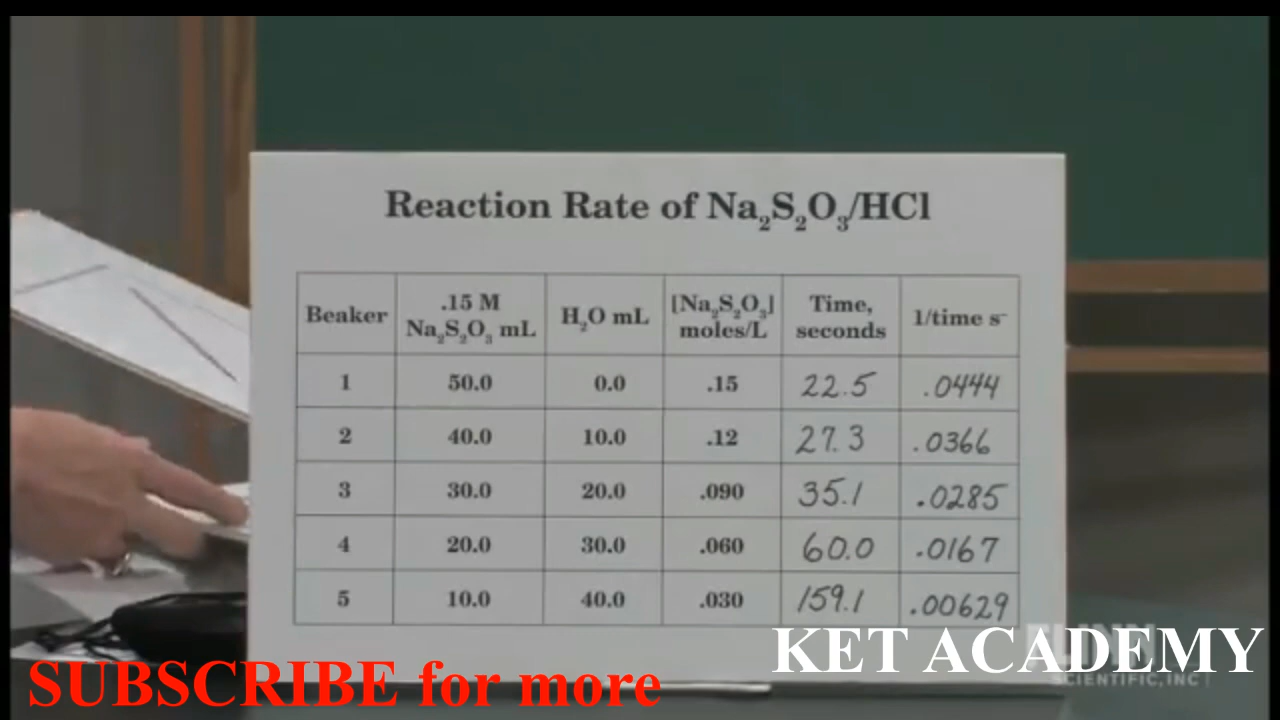 Reaction Rate of Na₂S₂O₃/HCl
Beaker .15 M Na₂S₂O₃ mL H₂O mL [Na₂S₂O₃] moles/L Time, seconds 1/time s⁻
1 50.0 0.0 .15 22.5 .0444
2 40.0 10.0 .12 27.3 .0366
3 30.0 20.0 .090 35.1 .0285
4 20.0 30.0 .060 60.0 .0167
5 10.0 40.0 .030 159.1 .00629
KET ACADEMY
FLINN
SCIENTIFIC, INC
SUBSCRIBE for more